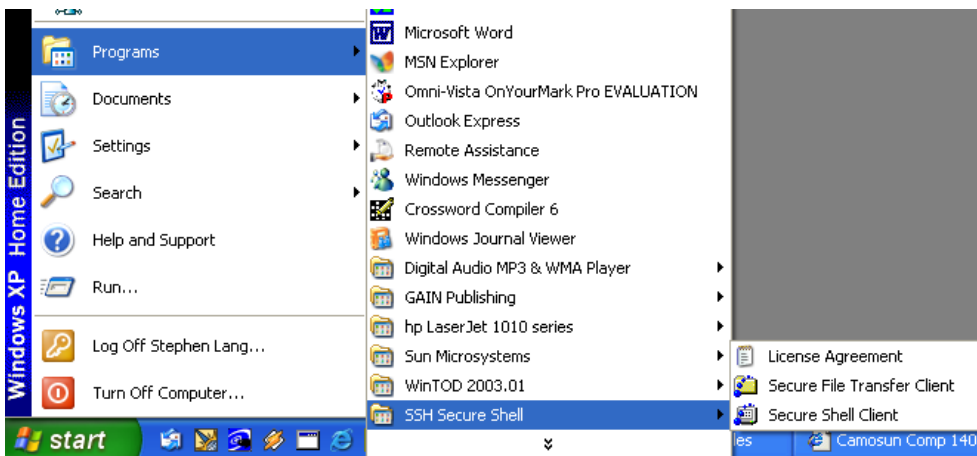 Windows XP Home Edition
Programs
Documents
Settings
Search
Help and Support
Run...
Log Off Stephen Lang...
Turn Off Computer...
Microsoft Word
MSN Explorer
Omni-Vista OnYourMark Pro EVALUATION
Outlook Express
Remote Assistance
Windows Messenger
Crossword Compiler 6
Windows Journal Viewer
Digital Audio MP3 & WMA Player
GAIN Publishing
hp LaserJet 1010 series
Sun Microsystems
WinTOD 2003.01
SSH Secure Shell
License Agreement
Secure File Transfer Client
Secure Shell Client
start
les
Camosun Comp 140